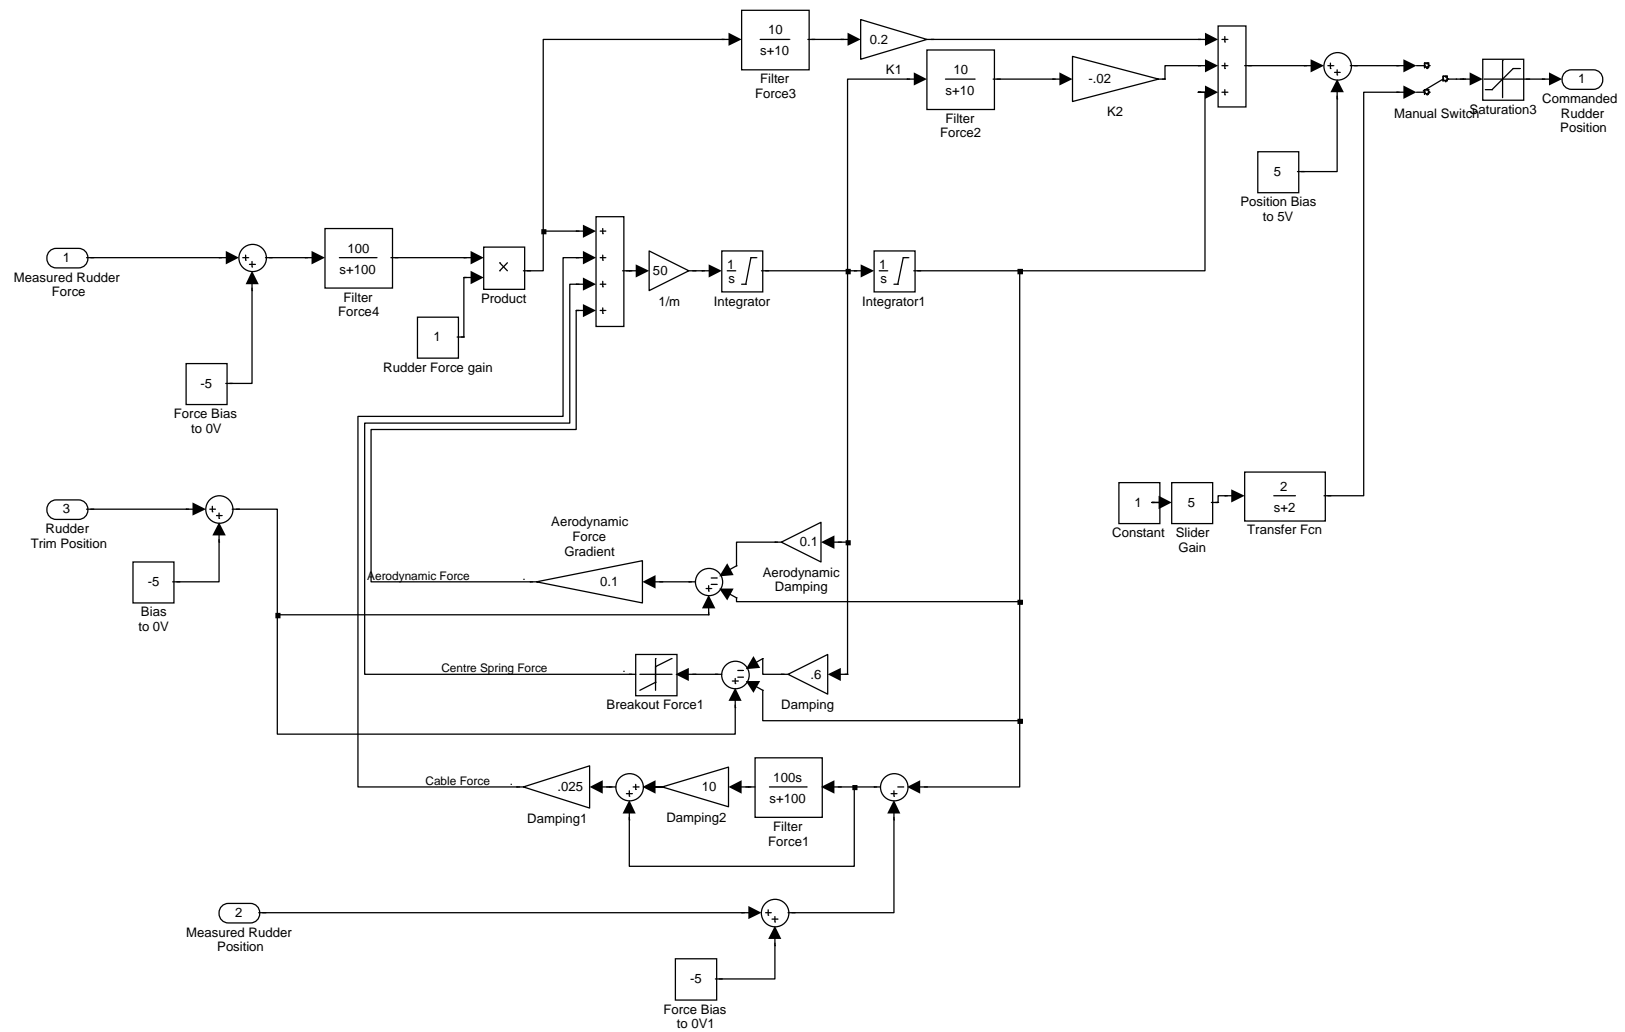 10
s+10
Filter
Force3
0.2
K1
10
s+10
Filter
Force2
-.02
K2
+
+
+
+
+
Manual Switch
Saturation3
1
Commanded
Rudder
Position
5
Position Bias
to 5V
1
Measured Rudder
Force
+
+
100
s+100
Filter
Force4
×
Product
1
Rudder Force gain
-5
Force Bias
to 0V
+
+
+
+
50
1/m
1
s
Integrator
1
s
Integrator1
3
Rudder
Trim Position
+
+
-5
Bias
to 0V
Aerodynamic
Force
Gradient
0.1
Aerodynamic Force
−
−
+
0.1
Aerodynamic
Damping
1
Constant
5
Slider
Gain
2
s+2
Transfer Fcn
Centre Spring Force
Breakout Force1
−
−
+
.6
Damping
Cable Force
.025
Damping1
+
+
10
Damping2
100s
s+100
Filter
Force1
−
+
2
Measured Rudder
Position
+
+
-5
Force Bias
to 0V1